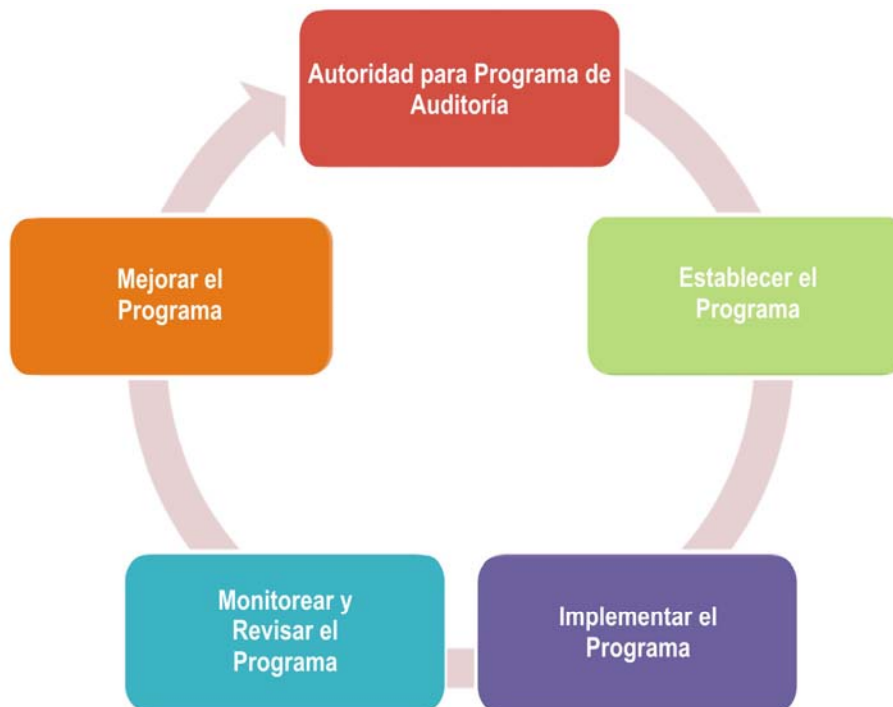 Autoridad para Programa de
Auditoría
Establecer el
Programa
Implementar el
Programa
Monitorear y
Revisar el
Programa
Mejorar el
Programa